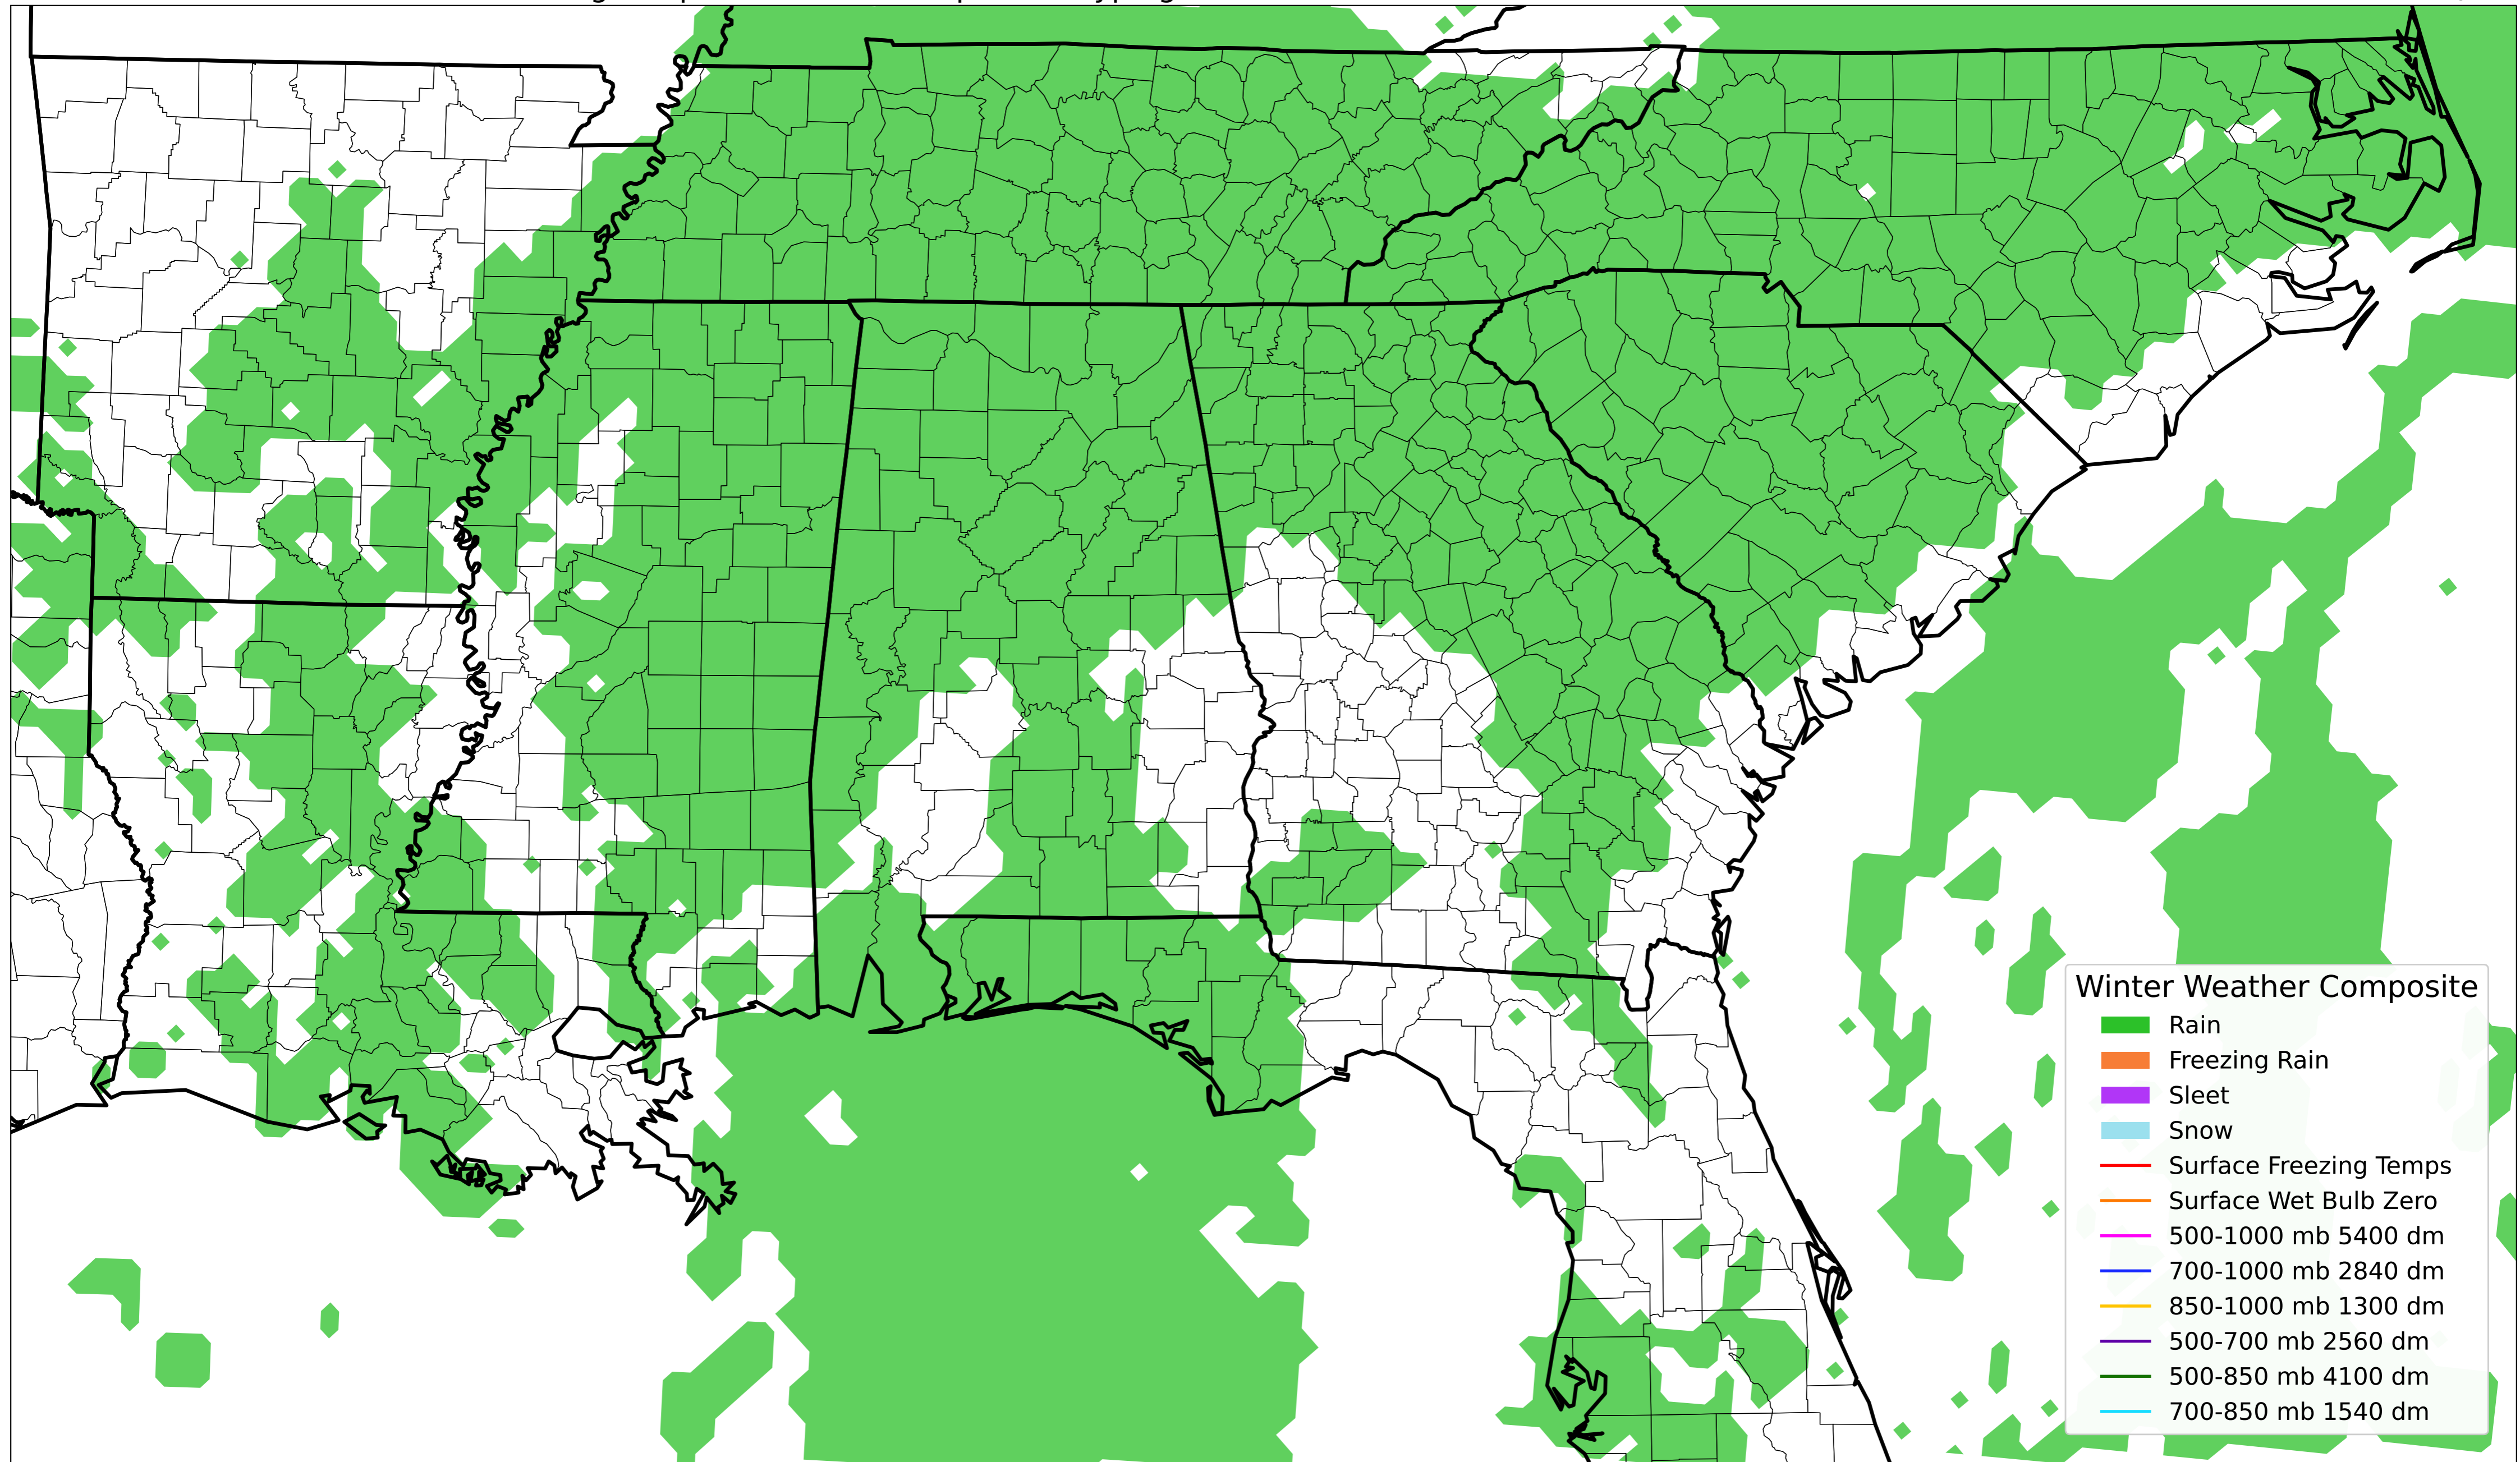 Winter Weather Composite
Rain
Freezing Rain
Sleet
Snow
Surface Freezing Temps
Surface Wet Bulb Zero
500-1000 mb 5400 dm
700-1000 mb 2840 dm
850-1000 mb 1300 dm
500-700 mb 2560 dm
500-850 mb 4100 dm
700-850 mb 1540 dm